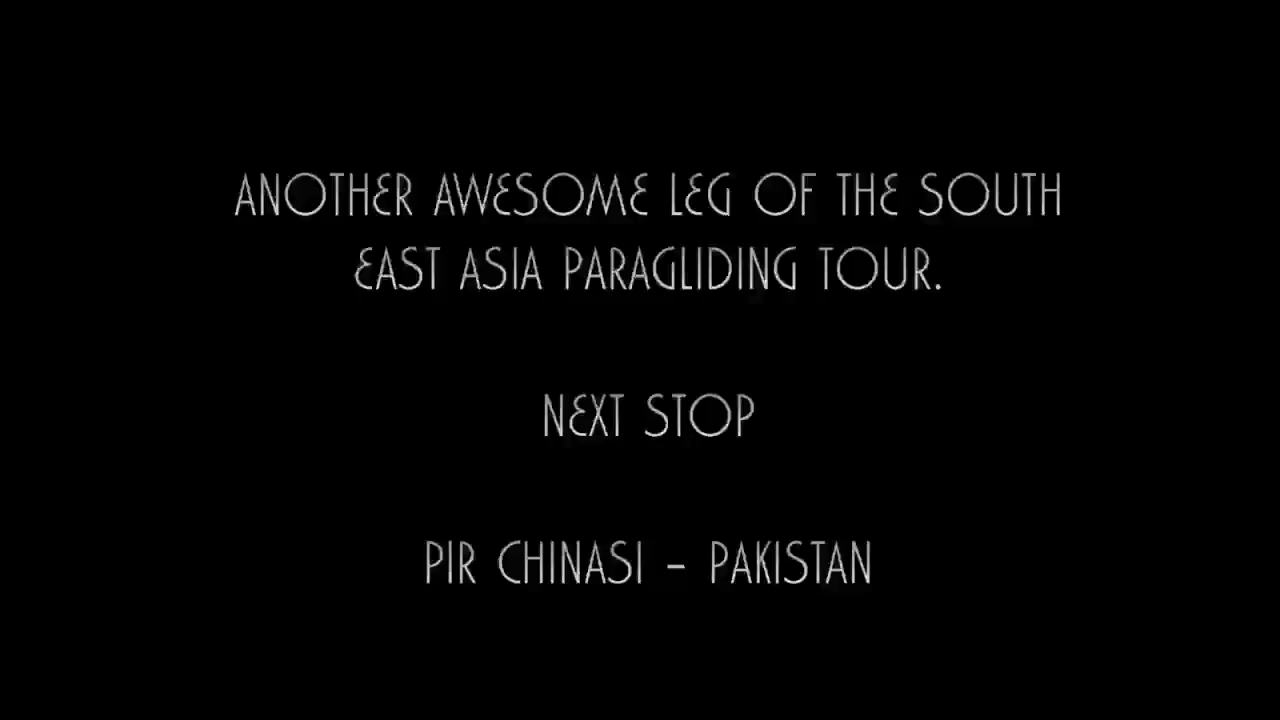 ANOTHER AWESOME LEG OF THE SOUTH
EAST ASIA PARAGLIDING TOUR.
NEXT STOP
PIR CHINASI - PAKISTAN